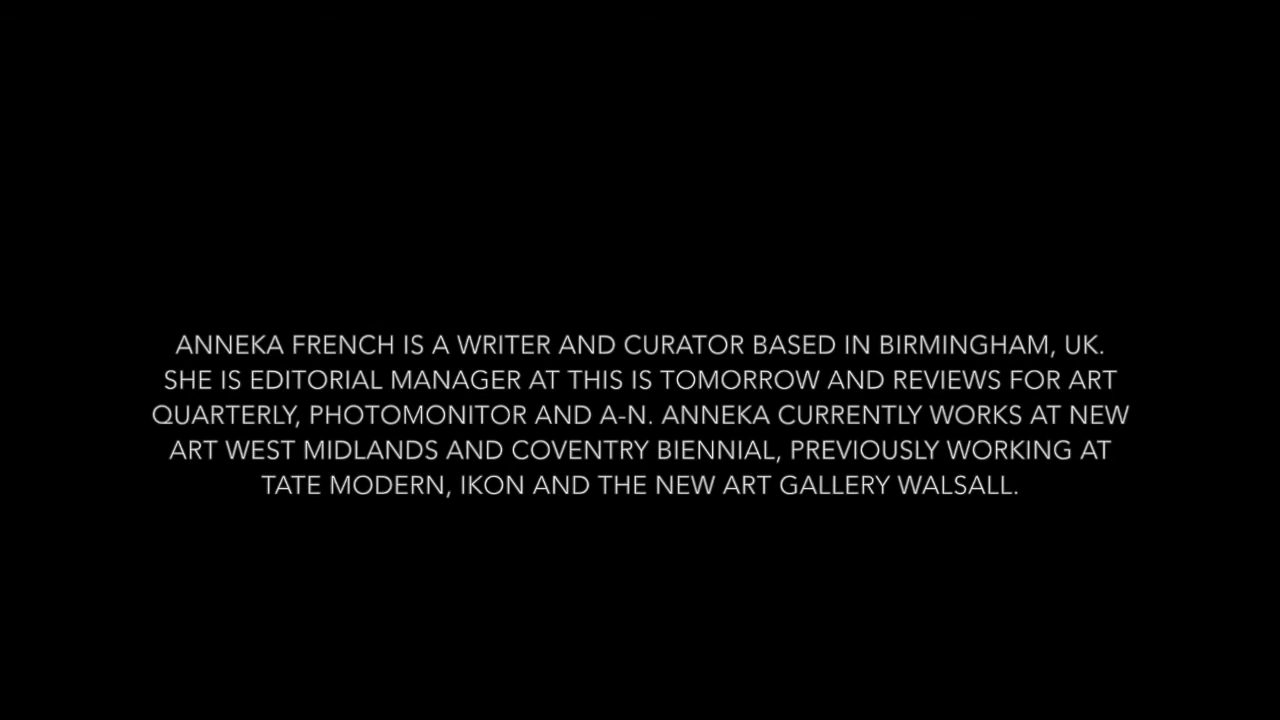 ANNEKA FRENCH IS A WRITER AND CURATOR BASED IN BIRMINGHAM, UK.
SHE IS EDITORIAL MANAGER AT THIS IS TOMORROW AND REVIEWS FOR ART
QUARTERLY, PHOTOMONITOR AND A-N. ANNEKA CURRENTLY WORKS AT NEW
ART WEST MIDLANDS AND COVENTRY BIENNIAL, PREVIOUSLY WORKING AT
TATE MODERN, IKON AND THE NEW ART GALLERY WALSALL.